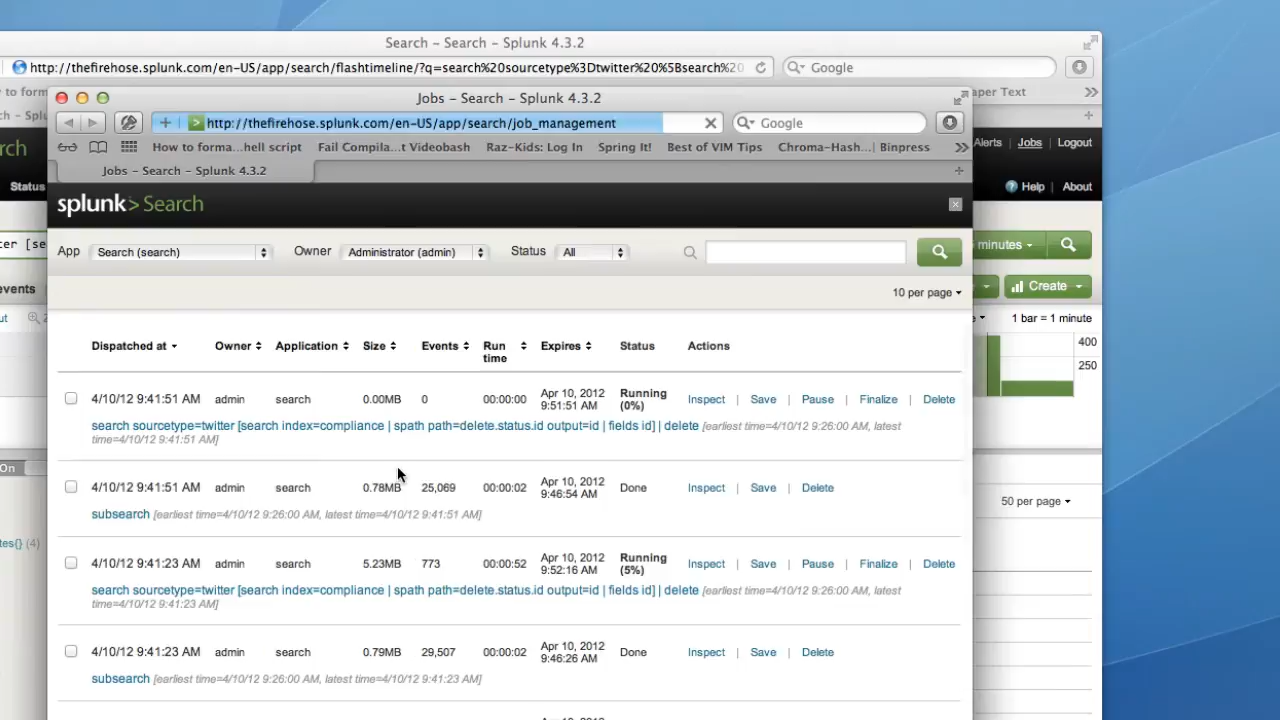 Search – Search – Splunk 4.3.2
http://thefirehose.splunk.com/en-US/app/search/flashtimeline/?q=search%20sourcetype%3Dtwitter%20%5Bsearch%20 Google
to form aper Text
Jobs – Search – Splunk 4.3.2
http://thefirehose.splunk.com/en-US/app/search/job_management Google
How to forma...hell script Fail Compila...t Videobash Raz-Kids: Log In Spring It! Best of VIM Tips Chroma-Hash... Binpress
Jobs – Search – Splunk 4.3.2
rch Alerts Jobs Logout
Status Help | About
splunk> Search
App Search (search) Owner Administrator (admin) Status All
ter [se minutes
events Create
10 per page
1 bar = 1 minute
400
250
Dispatched at Owner Application Size Events Run time Expires Status Actions
4/10/12 9:41:51 AM admin search 0.00MB 0 00:00:00 Apr 10, 2012 9:51:51 AM Running (0%) Inspect | Save | Pause | Finalize | Delete
search sourcetype=twitter [search index=compliance | spath path=delete.status.id output=id | fields id] | delete [earliest time=4/10/12 9:26:00 AM, latest
time=4/10/12 9:41:51 AM]
On
4/10/12 9:41:51 AM admin search 0.78MB 25,069 00:00:02 Apr 10, 2012 9:46:54 AM Done Inspect | Save | Delete
50 per page
subsearch [earliest time=4/10/12 9:26:00 AM, latest time=4/10/12 9:41:51 AM]
tes{} (4)
4/10/12 9:41:23 AM admin search 5.23MB 773 00:00:52 Apr 10, 2012 9:52:16 AM Running (5%) Inspect | Save | Pause | Finalize | Delete
search sourcetype=twitter [search index=compliance | spath path=delete.status.id output=id | fields id] | delete [earliest time=4/10/12 9:26:00 AM, latest
time=4/10/12 9:41:23 AM]
4/10/12 9:41:23 AM admin search 0.79MB 29,507 00:00:02 Apr 10, 2012 9:46:26 AM Done Inspect | Save | Delete
subsearch [earliest time=4/10/12 9:26:00 AM, latest time=4/10/12 9:41:23 AM]